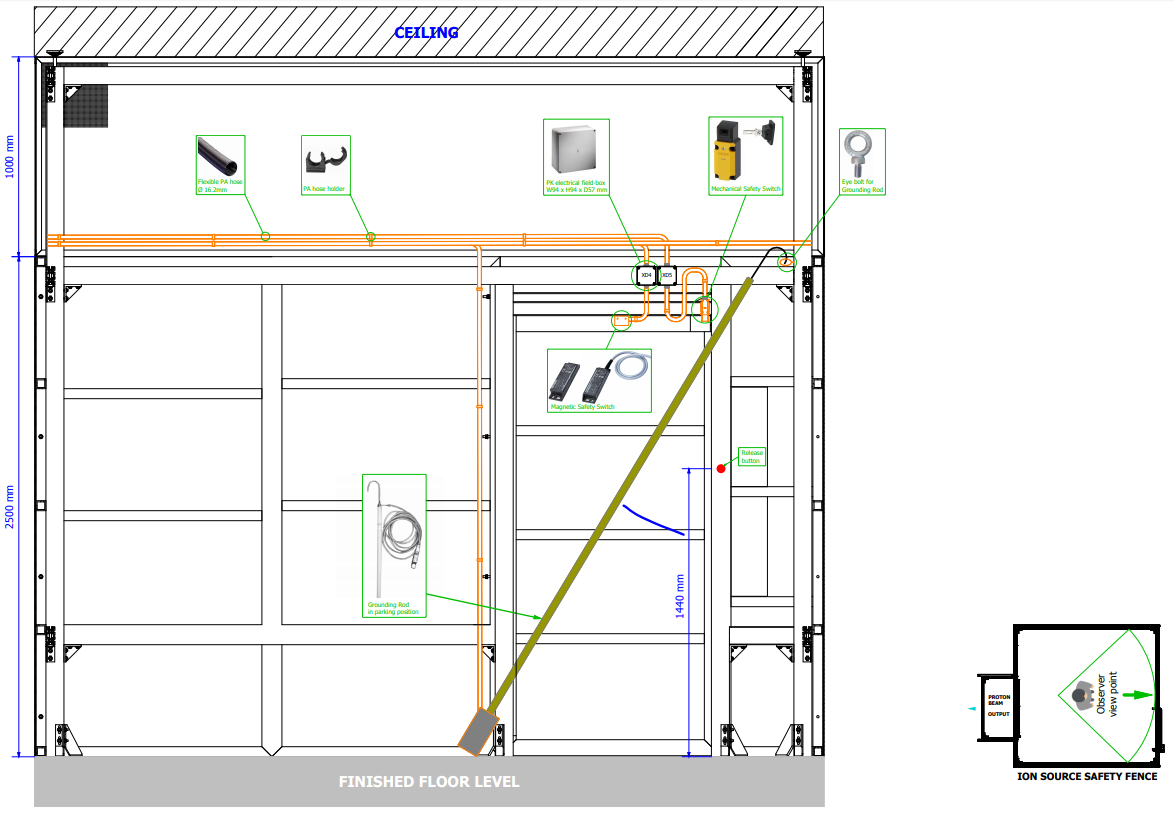 CEILING
1000 mm
Flexible PA hose
Ø 16.2mm
PA hose holder
PK electrical field-box
W94 x H94 x D57 mm
Mechanical Safety Switch
Eye bolt for
Grounding Rod
XD4
XD5
Magnetic Safety Switch
Release
button
2500 mm
1440 mm
Grounding Rod
in parking position
FINISHED FLOOR LEVEL
PROTON
BEAM
OUTPUT
Observer
view point
ION SOURCE SAFETY FENCE